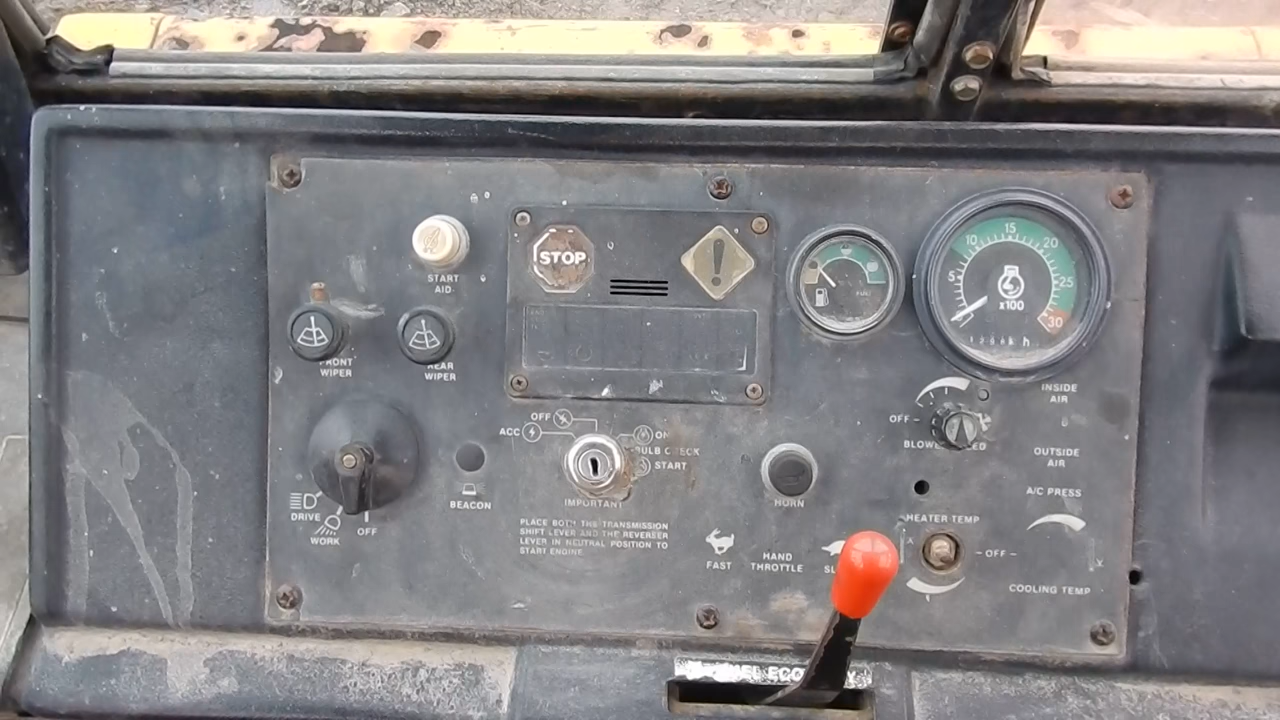 START
AID
STOP
FUEL
5
10
15
20
25
30
x100
h
FRONT
WIPER
REAR
WIPER
OFF
ACC
ON
BULB CHECK
START
IMPORTANT
PLACE BOTH THE TRANSMISSION
SHIFT LEVER AND THE REVERSER
LEVER IN NEUTRAL POSITION TO
START ENGINE.
DRIVE
WORK
OFF
BEACON
HORN
FAST
HAND
THROTTLE
OFF
BLOWER
INSIDE
AIR
OUTSIDE
AIR
A/C PRESS
HEATER TEMP
OFF
COOLING TEMP